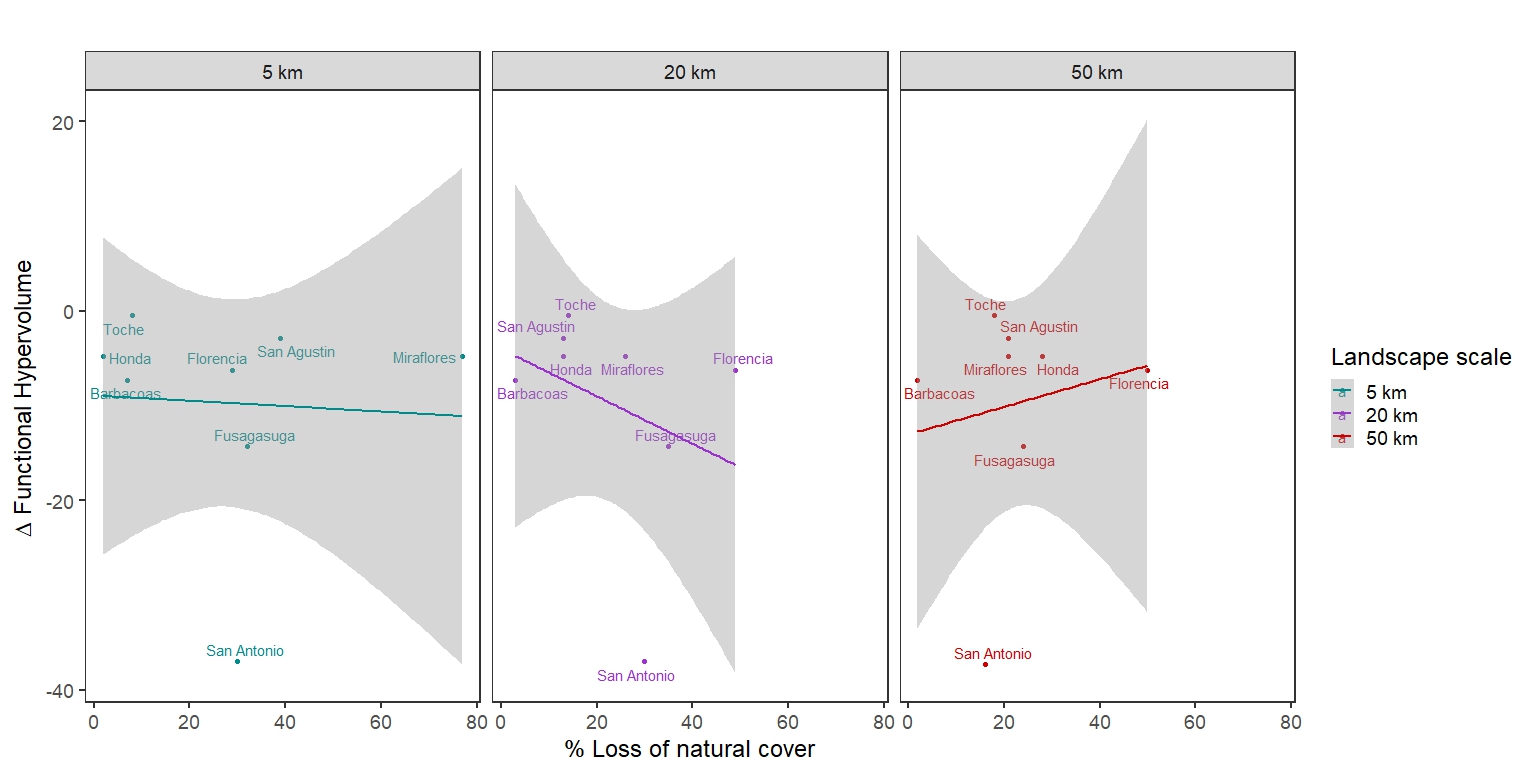 5 km
20 km
50 km
Δ Functional Hypervolume
20
0
-20
-40
Toche
Honda
Barbacoas
Florencia
San Agustin
Miraflores
Fusagasuga
San Antonio
Toche
San Agustin
Honda
Miraflores
Florencia
Barbacoas
Fusagasuga
San Antonio
Toche
San Agustin
Miraflores
Honda
Florencia
Barbacoas
Fusagasuga
San Antonio
0 20 40 60 80
0 20 40 60 80
0 20 40 60 80
% Loss of natural cover
Landscape scale
a 5 km
a 20 km
a 50 km